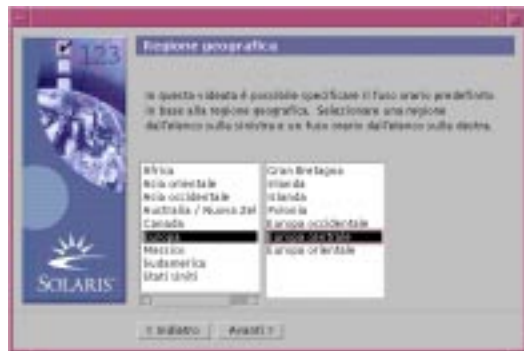 123
Regione geografica
In questa videata è possibile specificare il fuso orario predefinito
in base alla regione geografica. Selezionare una regione
dall'elenco sulla sinistra e un fuso orario dall'elenco sulla destra.
Africa
Asia orientale
Asia occidentale
Australia / Nuova Zel
Canada
Europa
Messico
Sudamerica
Stati Uniti
Gran Bretagna
Irlanda
Islanda
Polonia
Europa occidentale
Europa centrale
Europa orientale
SOLARIS
< Indietro
Avanti >